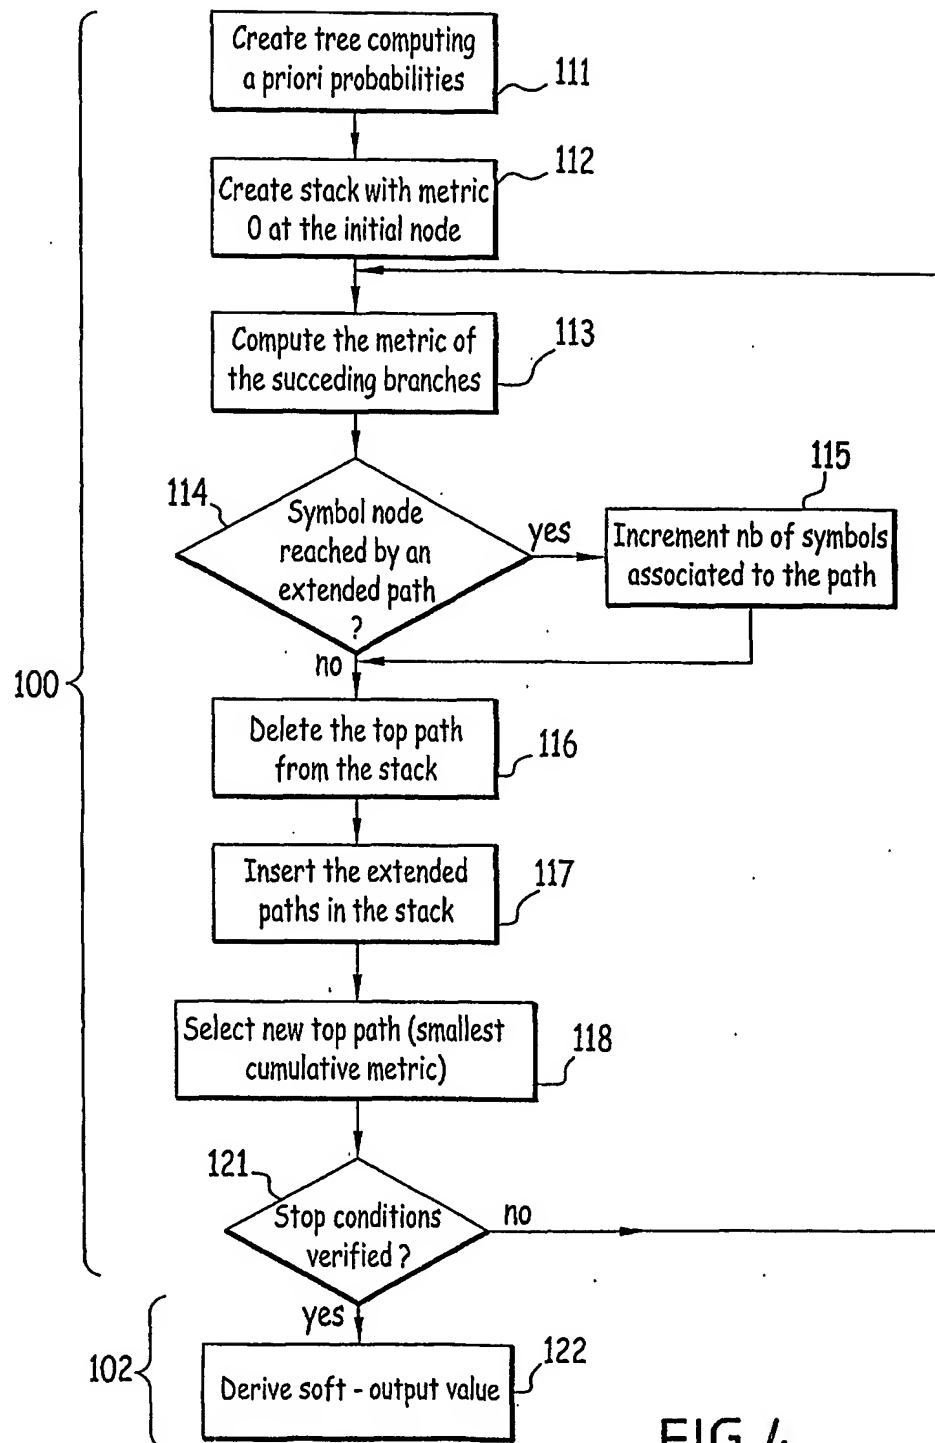 Create tree computing
a priori probabilities
111
112
Create stack with metric
0 at the initial node
113
Compute the metric of
the succeding branches
115
114
Symbol node
reached by an
extended path
?
yes
Increment nb of symbols
associated to the path
no
100
Delete the top path
from the stack
116
Insert the extended
paths in the stack
117
Select new top path (smallest
cumulative metric)
118
121
Stop conditions
verified ?
no
yes
102
122
Derive soft - output value
FIG.4